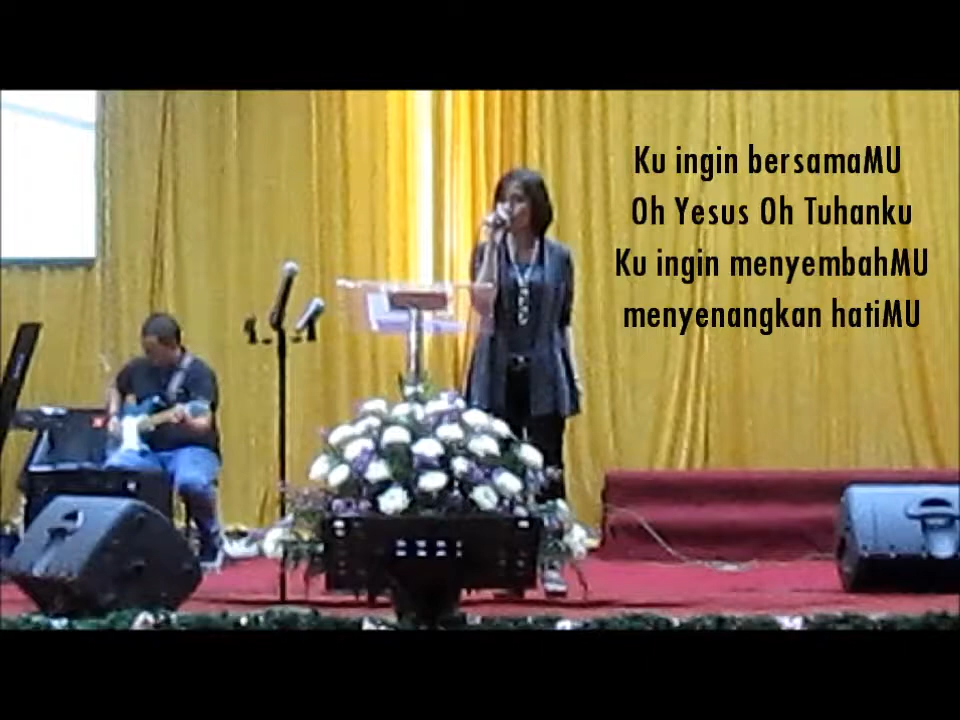 Ku ingin bersamaMU
Oh Yesus Oh Tuhanku
Ku ingin menyembahMU
menyenangkan hatiMU